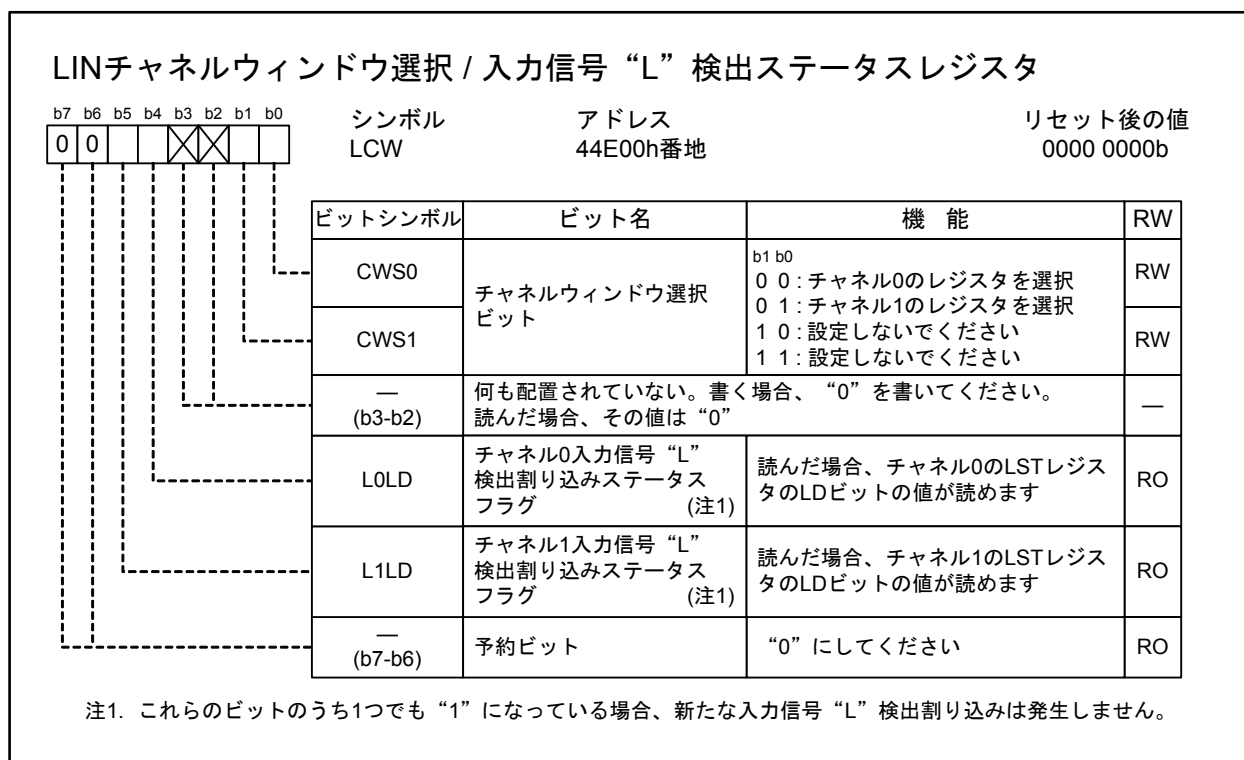 LINチャネルウィンドウ選択 / 入力信号“L”検出ステータスレジスタ
b7 b6 b5 b4 b3 b2 b1 b0
0 0
シンボル アドレス リセット後の値
LCW 44E00h番地 0000 0000b
ビットシンボル ビット名 機 能 RW
CWS0
CWS1
チャネルウィンドウ選択
ビット
b1 b0
0 0 : チャネル0のレジスタを選択
0 1 : チャネル1のレジスタを選択
1 0 : 設定しないでください
1 1 : 設定しないでください
RW
RW
—
(b3-b2)
何も配置されていない。書く場合、“0”を書いてください。
読んだ場合、その値は“0”
—
L0LD
チャネル0入力信号“L”
検出割り込みステータス
フラグ (注1)
読んだ場合、チャネル0のLSTレジス
タのLDビットの値が読めます
RO
L1LD
チャネル1入力信号“L”
検出割り込みステータス
フラグ (注1)
読んだ場合、チャネル1のLSTレジス
タのLDビットの値が読めます
RO
—
(b7-b6)
予約ビット
“0”にしてください
RO
注1. これらのビットのうち1つでも“1”になっている場合、新たな入力信号“L”検出割り込みは発生しません。